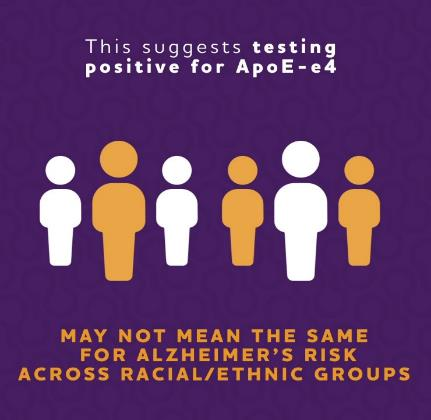 This suggests testing
positive for ApoE-e4
MAY NOT MEAN THE SAME
FOR ALZHEIMER'S RISK
ACROSS RACIAL/ETHNIC GROUPS